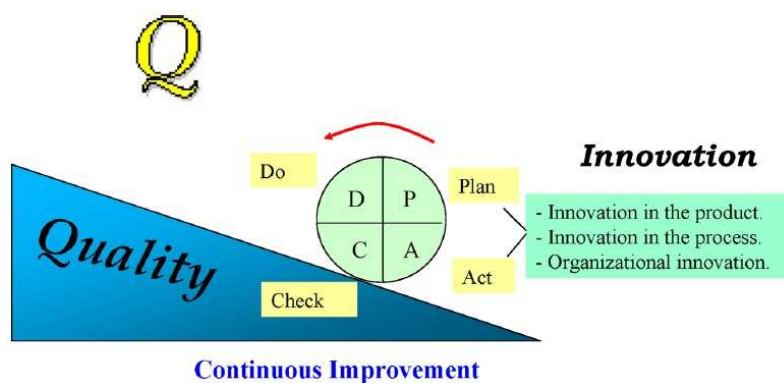 Q
Innovation
Do
Plan
D P
C A
- Innovation in the product.
- Innovation in the process.
- Organizational innovation.
Quality
Check
Act
Continuous Improvement